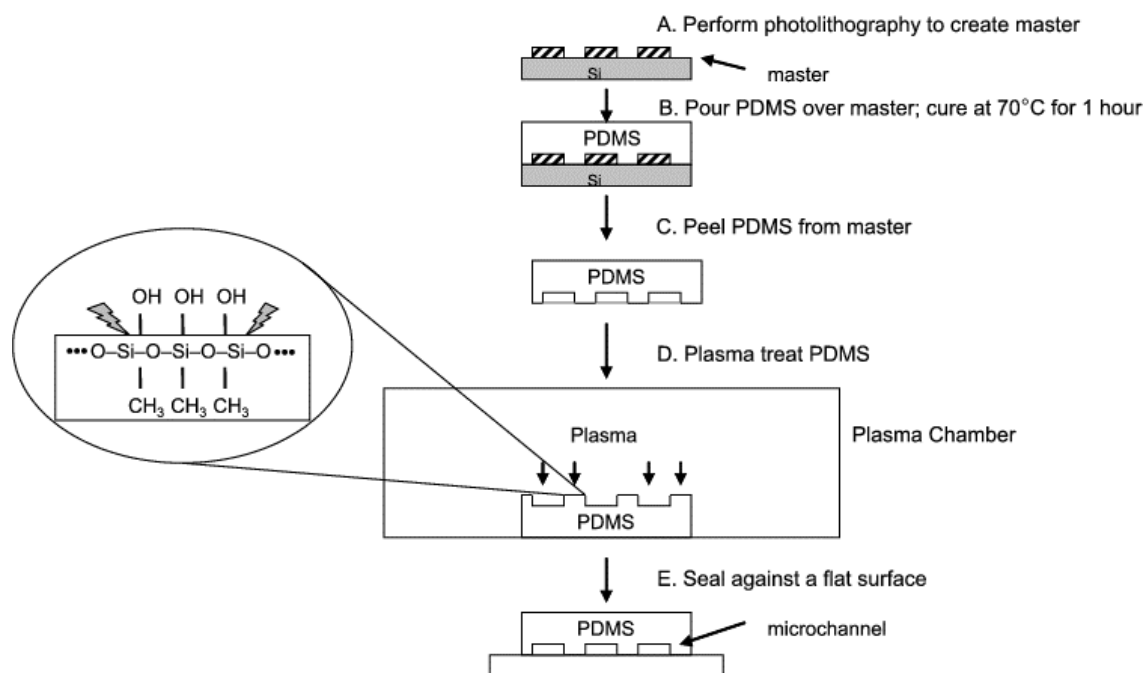 A. Perform photolithography to create master
Si
master
B. Pour PDMS over master; cure at 70°C for 1 hour
PDMS
Si
C. Peel PDMS from master
PDMS
OH OH OH
••• O–Si–O–Si–O–Si–O •••
CH₃ CH₃ CH₃
D. Plasma treat PDMS
Plasma
Plasma Chamber
PDMS
E. Seal against a flat surface
PDMS
microchannel